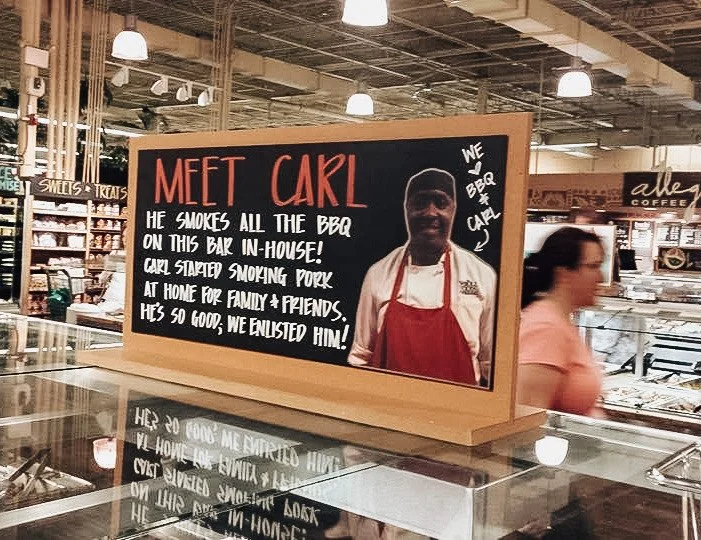 MEET CARL
HE SMOKES ALL THE BBQ
ON THIS BAR IN-HOUSE!
CARL STARTED SMOKING PORK
AT HOME FOR FAMILY & FRIENDS.
HE'S SO GOOD, WE ENLISTED HIM!
WE
♥
BBQ
&
CARL
SWEETS & TREATS
alleg
COFFEE